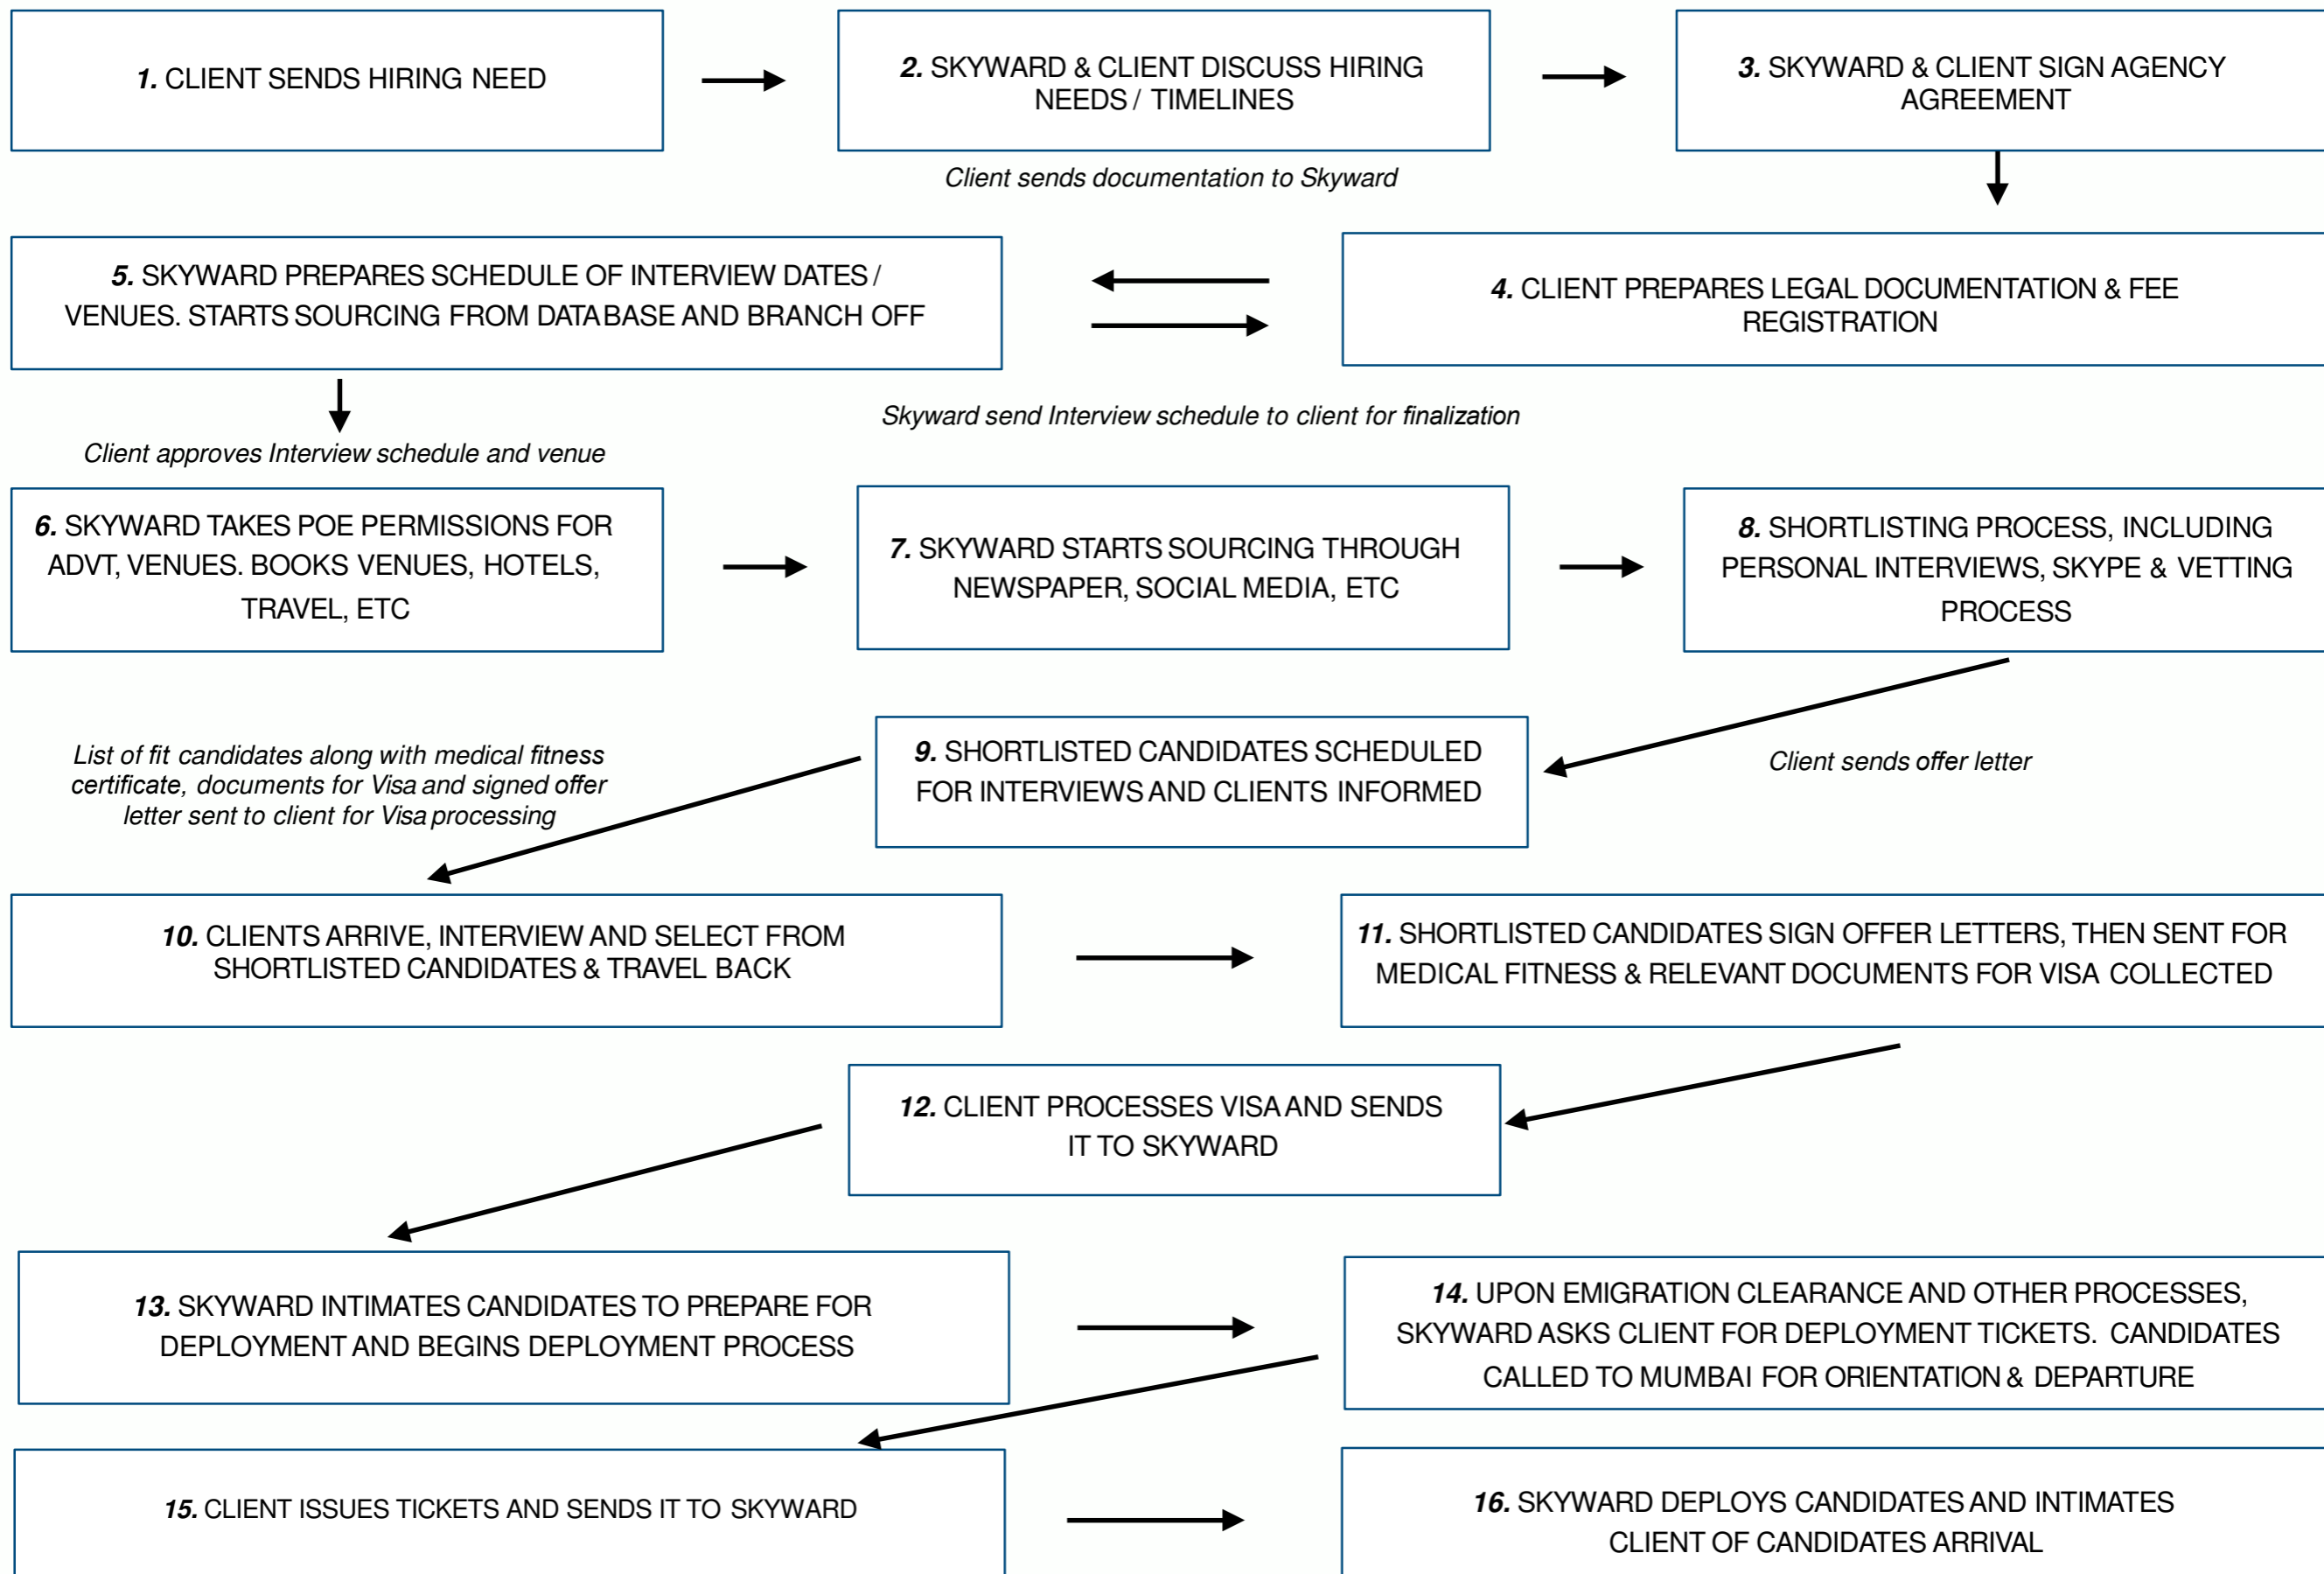 1. CLIENT SENDS HIRING NEED
2. SKYWARD & CLIENT DISCUSS HIRING
NEEDS / TIMELINES
3. SKYWARD & CLIENT SIGN AGENCY
AGREEMENT
Client sends documentation to Skyward
5. SKYWARD PREPARES SCHEDULE OF INTERVIEW DATES /
VENUES. STARTS SOURCING FROM DATABASE AND BRANCH OFF
4. CLIENT PREPARES LEGAL DOCUMENTATION & FEE
REGISTRATION
Skyward send Interview schedule to client for finalization
Client approves Interview schedule and venue
6. SKYWARD TAKES POE PERMISSIONS FOR
ADVT, VENUES. BOOKS VENUES, HOTELS,
TRAVEL, ETC
7. SKYWARD STARTS SOURCING THROUGH
NEWSPAPER, SOCIAL MEDIA, ETC
8. SHORTLISTING PROCESS, INCLUDING
PERSONAL INTERVIEWS, SKYPE & VETTING
PROCESS
List of fit candidates along with medical fitness
certificate, documents for Visa and signed offer
letter sent to client for Visa processing
9. SHORTLISTED CANDIDATES SCHEDULED
FOR INTERVIEWS AND CLIENTS INFORMED
Client sends offer letter
10. CLIENTS ARRIVE, INTERVIEW AND SELECT FROM
SHORTLISTED CANDIDATES & TRAVEL BACK
11. SHORTLISTED CANDIDATES SIGN OFFER LETTERS, THEN SENT FOR
MEDICAL FITNESS & RELEVANT DOCUMENTS FOR VISA COLLECTED
12. CLIENT PROCESSES VISA AND SENDS
IT TO SKYWARD
13. SKYWARD INTIMATES CANDIDATES TO PREPARE FOR
DEPLOYMENT AND BEGINS DEPLOYMENT PROCESS
14. UPON EMIGRATION CLEARANCE AND OTHER PROCESSES,
SKYWARD ASKS CLIENT FOR DEPLOYMENT TICKETS. CANDIDATES
CALLED TO MUMBAI FOR ORIENTATION & DEPARTURE
15. CLIENT ISSUES TICKETS AND SENDS IT TO SKYWARD
16. SKYWARD DEPLOYS CANDIDATES AND INTIMATES
CLIENT OF CANDIDATES ARRIVAL